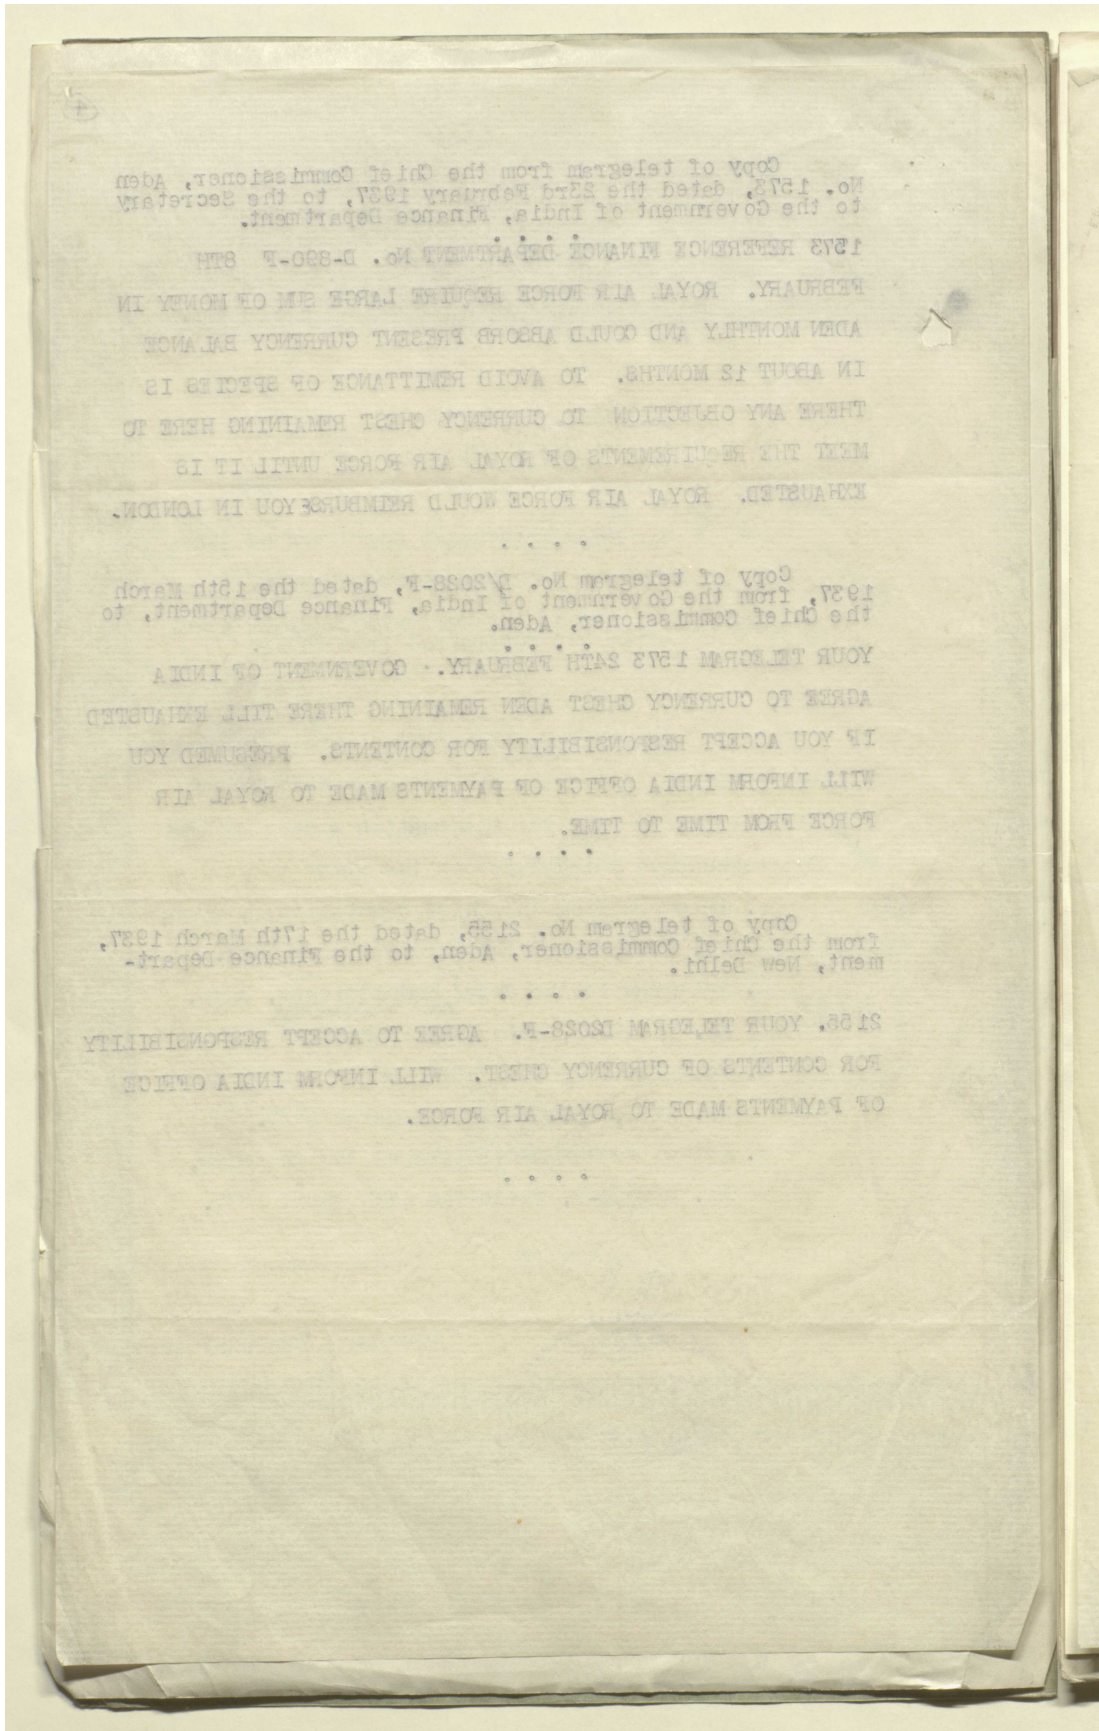 4
Copy of telegram from the Chief Commissioner, Aden
No. 1573, dated the 23rd February 1937, to the Secretary
to the Government of India, Finance Department.
. . . .
1573 REFERENCE FINANCE DEPARTMENT No. D-890-F 8TH
FEBRUARY. ROYAL AIR FORCE REQUIRE LARGE SUM OF MONEY IN
ADEN MONTHLY AND COULD ABSORB PRESENT CURRENCY BALANCE
IN ABOUT 12 MONTHS. TO AVOID REMITTANCE OF SPECIES IS
THERE ANY OBJECTION TO CURRENCY CHEST REMAINING HERE TO
MEET THE REQUIREMENTS OF ROYAL AIR FORCE UNTIL IT IS
EXHAUSTED. ROYAL AIR FORCE WOULD REIMBURSE YOU IN LONDON.
. . . .
Copy of telegram No. D/2028-F, dated the 15th March
1937, from the Government of India, Finance Department, to
the Chief Commissioner, Aden.
. . . .
YOUR TELEGRAM 1573 24TH FEBRUARY. GOVERNMENT OF INDIA
AGREE TO CURRENCY CHEST ADEN REMAINING THERE TILL EXHAUSTED
IF YOU ACCEPT RESPONSIBILITY FOR CONTENTS. PRESUMED YOU
WILL INFORM INDIA OFFICE OF PAYMENTS MADE TO ROYAL AIR
FORCE FROM TIME TO TIME.
. . . .
Copy of telegram No. 2155, dated the 17th March 1937,
from the Chief Commissioner, Aden, to the Finance Depart-
ment, New Delhi.
. . . .
2155. YOUR TELEGRAM D2028-F. AGREE TO ACCEPT RESPONSIBILITY
FOR CONTENTS OF CURRENCY CHEST. WILL INFORM INDIA OFFICE
OF PAYMENTS MADE TO ROYAL AIR FORCE.
. . . .